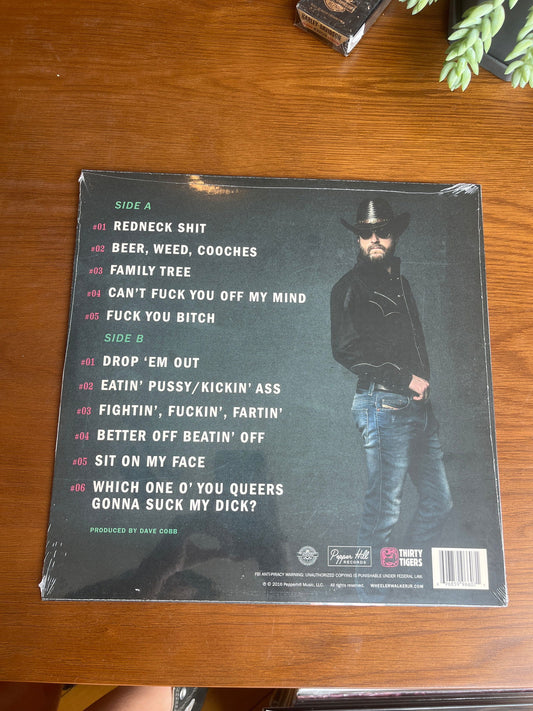 SIDE A
#01 REDNECK SHIT
#02 BEER, WEED, COOCHES
#03 FAMILY TREE
#04 CAN'T FUCK YOU OFF MY MIND
#05 FUCK YOU BITCH
SIDE B
#01 DROP 'EM OUT
#02 EATIN' PUSSY/KICKIN' ASS
#03 FIGHTIN', FUCKIN', FARTIN'
#04 BETTER OFF BEATIN' OFF
#05 SIT ON MY FACE
#06 WHICH ONE O' YOU QUEERS
GONNA SUCK MY DICK?
PRODUCED BY DAVE COBB
Pepper Hill
RECORDS
THIRTY
TIGERS
FBI ANTI-PIRACY WARNING: UNAUTHORIZED COPYING IS PUNISHABLE UNDER FEDERAL LAW.
℗ © 2016 Pepperhill Music, LLC. All rights reserved. WHEELERWALKERJR.COM